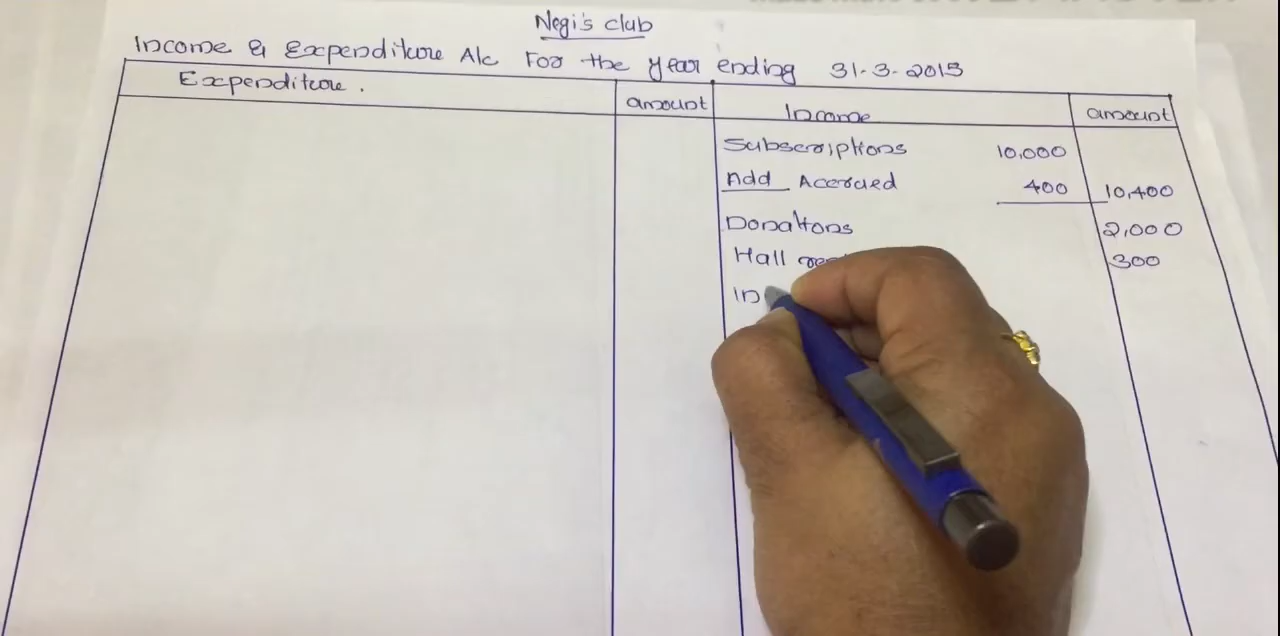 Negi's club
Income & Expenditure A/c For the year ending 31-3-2015
Expenditure. amount Income amount
Subscriptions 10,000
Add Accrued 400 10,400
Donations 2,000
Hall 300
In